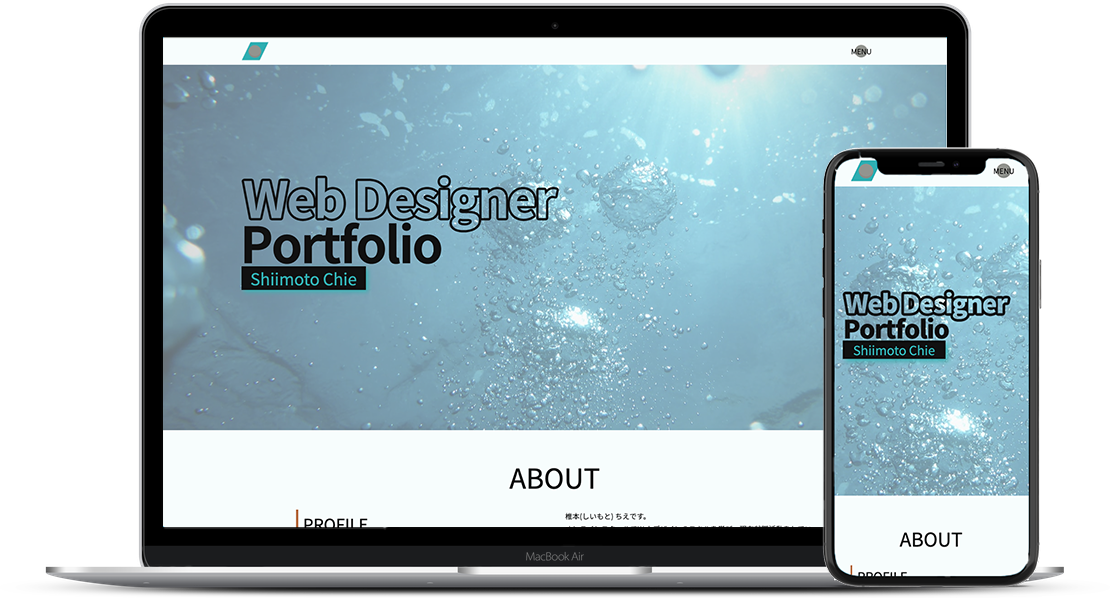 MENU
Web Designer
Portfolio
Shiimoto Chie
ABOUT
PROFILE
椎本(しいもと) ちえです。
MacBook Air
MENU
Web Designer
Portfolio
Shiimoto Chie
ABOUT
PROFILE